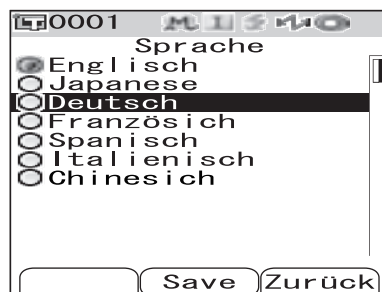 0001
Sprache
Englisch
Japanese
Deutsch
Französich
Spanisch
Italienisch
Chinesich
Save Zurück